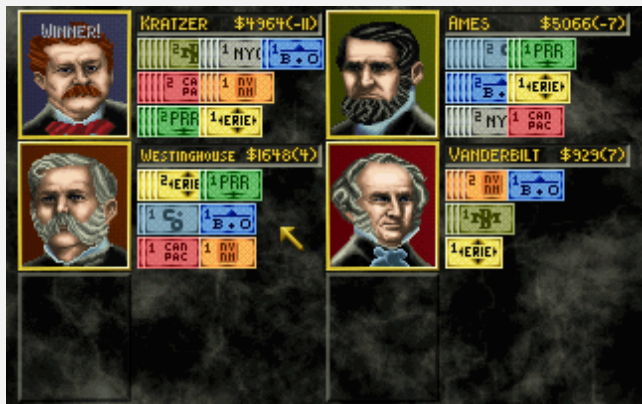 WINNER!
KRATZER $4964(-11)
2 1 NYC 1 B+O
2 CA PA 1 NY NH
2 PRR 1 ERIE
AMES $5066(-7)
2 C 1 PRR
2 B+ 1 ERIE
2 NY 1 CAN PAC
WESTINGHOUSE $1648(4)
2 ERIE 1 PRR
1 C+O 1 B+O
1 CAN PAC 1 NY NH
VANDERBILT $929(7)
2 NY NH 1 B+O
1 B&M
1 ERIE